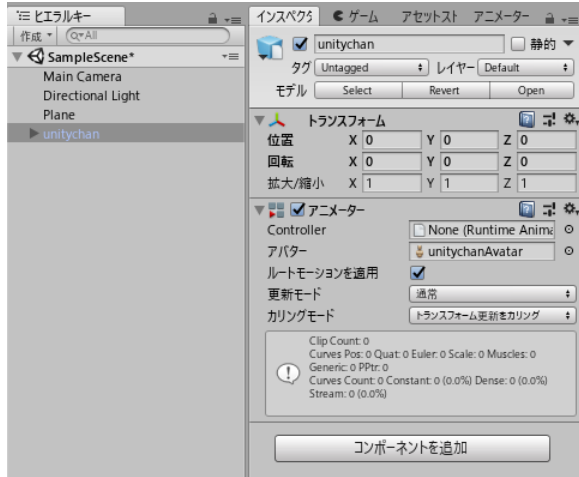 ヒエラルキー
作成
All
SampleScene*
Main Camera
Directional Light
Plane
unitychan
インスペクタ
ゲーム
アセットスト
アニメーター
unitychan
静的
タグ Untagged
レイヤー Default
モデル Select Revert Open
トランスフォーム
位置 X 0 Y 0 Z 0
回転 X 0 Y 0 Z 0
拡大/縮小 X 1 Y 1 Z 1
アニメーター
Controller None (Runtime Anima
アバター unitychanAvatar
ルートモーションを適用
更新モード 通常
カリングモード トランスフォーム更新をカリング
Clip Count: 0
Curves Pos: 0 Quat: 0 Euler: 0 Scale: 0 Muscles: 0
Generic: 0 PPtr: 0
Curves Count: 0 Constant: 0 (0.0%) Dense: 0 (0.0%)
Stream: 0 (0.0%)
コンポーネントを追加